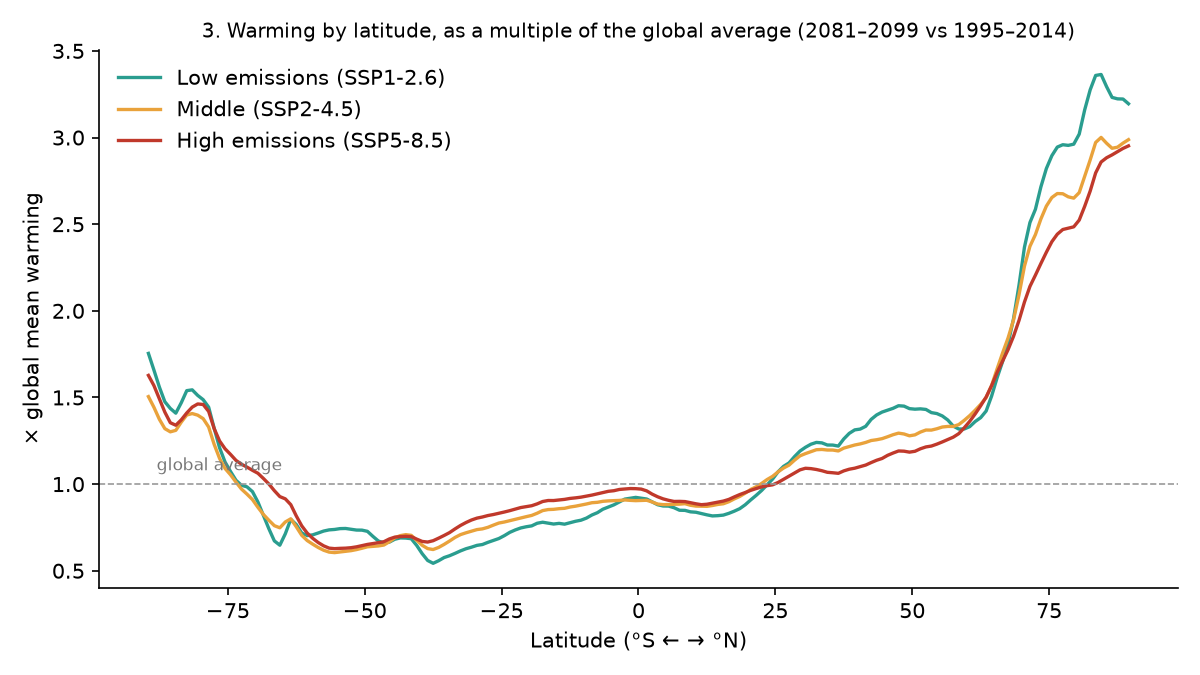 3. Warming by latitude, as a multiple of the global average (2081–2099 vs 1995–2014)
3.5
3.0
2.5
2.0
1.5
1.0
0.5
× global mean warming
Low emissions (SSP1-2.6)
Middle (SSP2-4.5)
High emissions (SSP5-8.5)
global average
−75
−50
−25
0
25
50
75
Latitude (°S ← → °N)